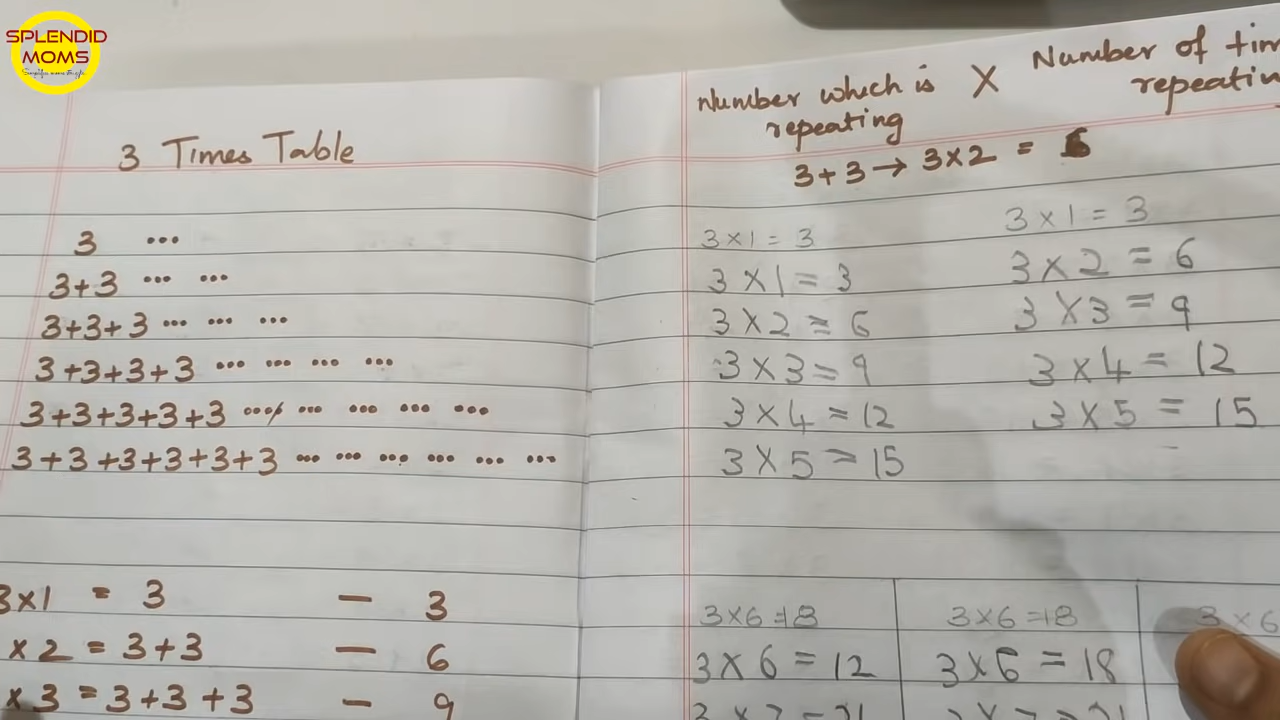 SPLENDID
MOMS
3 Times Table
3 ...
3+3 ... ...
3+3+3 ... ... ...
3+3+3+3 ... ... ... ...
3+3+3+3+3 ... ... ... ... ...
3+3+3+3+3+3 ... ... ... ... ... ...
3x1 = 3 — 3
x2 = 3+3 — 6
x3 = 3+3+3 — 9
Number which is X Number of tim
repeating repeatin
3+3→3x2 = 6
3x1=3 3x1=3
3x1=3 3x2=6
3x2=6 3x3=9
3x3=9 3x4=12
3x4=12 3x5=15
3x5=15
3x6=18 3x6=18 3x6
3x6=12 3x6=18